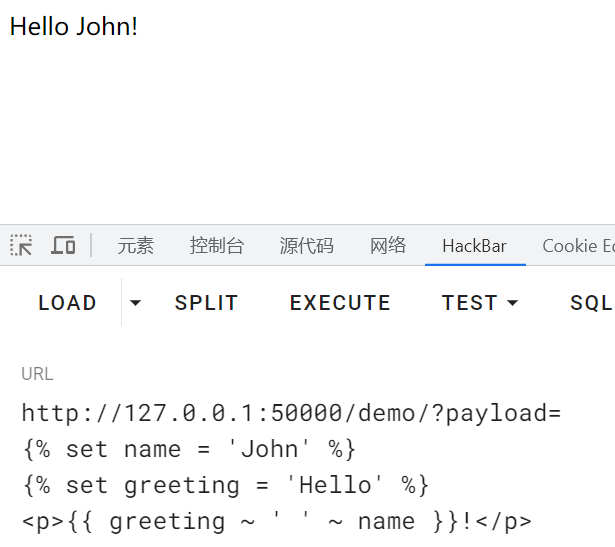 Hello John!
元素 控制台 源代码 网络 HackBar Cookie Ec
LOAD SPLIT EXECUTE TEST SQL
URL
http://127.0.0.1:50000/demo/?payload=
{% set name = 'John' %}
{% set greeting = 'Hello' %}
<p>{{ greeting ~ ' ' ~ name }}!</p>